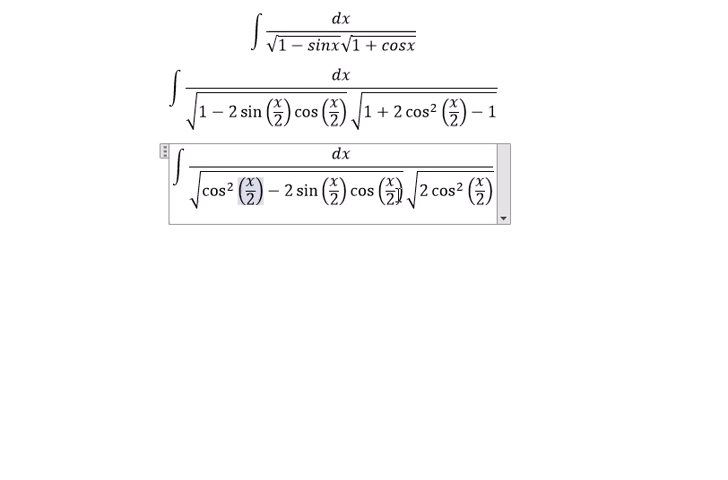 ∫ dx / (√(1 − sinx) √(1 + cosx))
∫ dx / (√(1 − 2 sin (x/2) cos (x/2)) √(1 + 2 cos² (x/2) − 1))
∫ dx / (√(cos² (x/2) − 2 sin (x/2) cos (x/2)) √(2 cos² (x/2)))